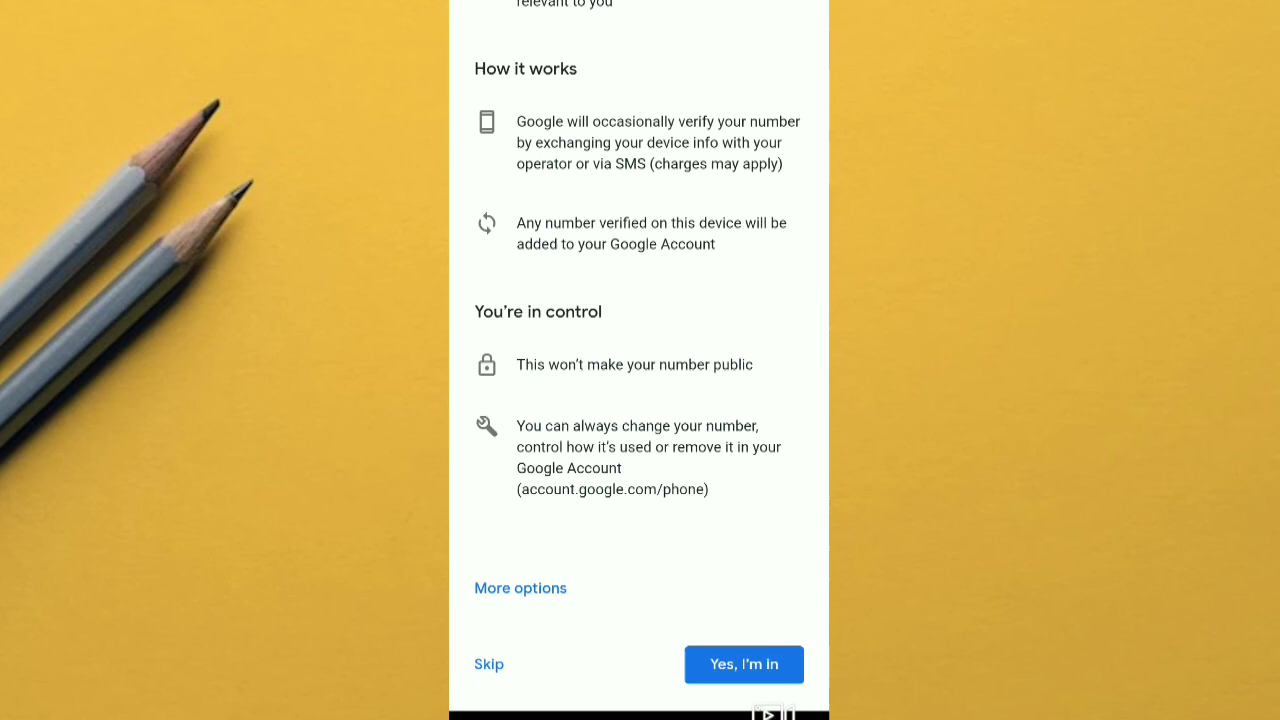 relevant to you
How it works
Google will occasionally verify your number
by exchanging your device info with your
operator or via SMS (charges may apply)
Any number verified on this device will be
added to your Google Account
You're in control
This won't make your number public
You can always change your number,
control how it's used or remove it in your
Google Account
(account.google.com/phone)
More options
Skip
Yes, I'm in